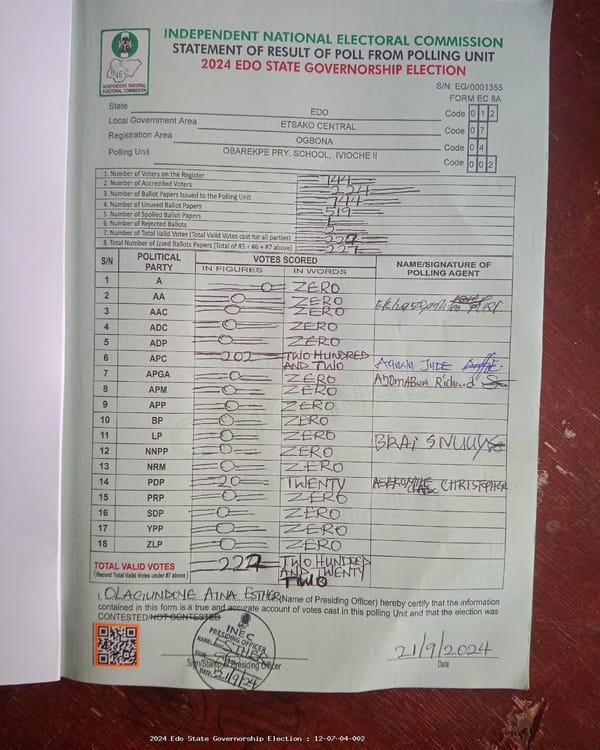 INEC
INDEPENDENT NATIONAL
ELECTORAL COMMISSION
INDEPENDENT NATIONAL ELECTORAL COMMISSION
STATEMENT OF RESULT OF POLL FROM POLLING UNIT
2024 EDO STATE GOVERNORSHIP ELECTION
S/N: EG/0001355
FORM EC 8A
State EDO Code 0 1 2
Local Government Area ETSAKO CENTRAL Code 0 7
Registration Area OGBONA Code 0 4
Polling Unit OBAREKPE PRY. SCHOOL, IVIOCHE II Code 0 0 2
1. Number of Voters on the Register 744
2. Number of Accredited Voters 224
3. Number of Ballot Papers Issued to the Polling Unit 744
4. Number of Unused Ballot Papers 519
5. Number of Spoiled Ballot Papers
6. Number of Rejected Ballots
7. Number of Total Valid Votes (Total Valid Votes cast for all parties) 222
8. Total Number of Used Ballots Papers (Total of #5 + #6 + #7 above) 227
S/N POLITICAL PARTY VOTES SCORED NAME/SIGNATURE OF POLLING AGENT
IN FIGURES IN WORDS
1 A 0 ZERO
2 AA 0 ZERO
3 AAC 0 ZERO
4 ADC 0 ZERO
5 ADP 0 ZERO
6 APC 202 TWO HUNDRED AND TWO JUDE
7 APGA 0 ZERO Richard
8 APM 0 ZERO
9 APP 0 ZERO
10 BP 0 ZERO
11 LP 0 ZERO
12 NNPP 0 ZERO
13 NRM 0 ZERO
14 PDP 20 TWENTY CHRISTOPHER
15 PRP 0 ZERO
16 SDP 0 ZERO
17 YPP 0 ZERO
18 ZLP 0 ZERO
TOTAL VALID VOTES 222 TWO HUNDRED AND TWENTY TWO
(Record Total Valid Votes under #7 above)
I, OLAGUNDOYE AINA ESTHER (Name of Presiding Officer) hereby certify that the information
contained in this form is a true and accurate account of votes cast in this polling Unit and that the election was
CONTESTED/NOT CONTESTED
INEC
PRESIDING OFFICER
NAME: ESTHER
DATE: 21/9/24
Sign/Stamp of Presiding Officer
21/9/2024
Date
2024 Edo State Governorship Election : 12-07-04-002